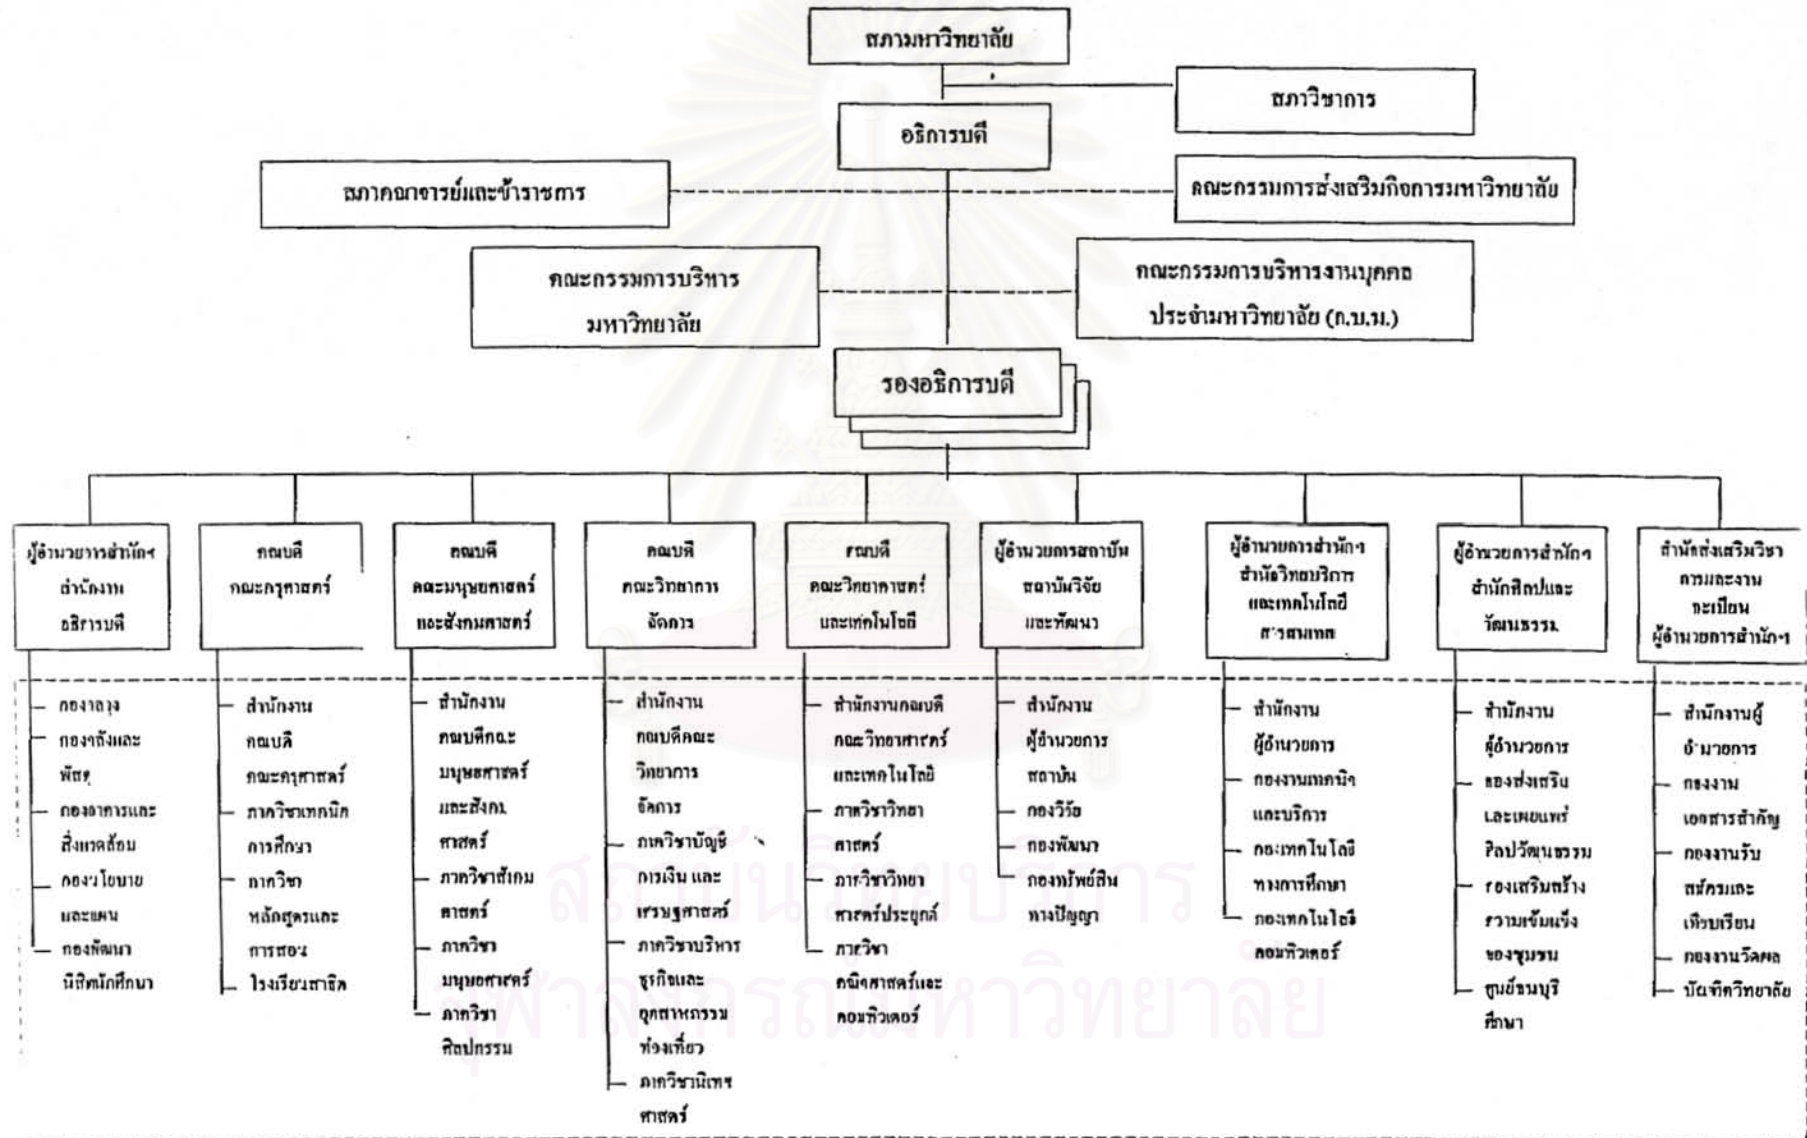 สภามหาวิทยาลัย
สภาวิชาการ
อธิการบดี
สภาคณาจารย์และข้าราชการ
คณะกรรมการส่งเสริมกิจการมหาวิทยาลัย
คณะกรรมการบริหาร
มหาวิทยาลัย
คณะกรรมการบริหารงานบุคคล
ประจำมหาวิทยาลัย (ก.บ.ม.)
รองอธิการบดี
ผู้อำนวยการสำนักฯ
สำนักงาน
อธิการบดี
กองกลาง
กองคลังและ
พัสดุ
กองอาคารและ
สิ่งแวดล้อม
กองนโยบาย
และแผน
กองพัฒนา
นิสิตนักศึกษา
คณบดี
คณะครุศาสตร์
สำนักงาน
คณบดี
คณะครุศาสตร์
ภาควิชาเทคนิค
การศึกษา
ภาควิชา
หลักสูตรและ
การสอน
โรงเรียนสาธิต
คณบดี
คณะมนุษยศาสตร์
และสังคมศาสตร์
สำนักงาน
คณบดีคณะ
มนุษยศาสตร์
และสังคม
ศาสตร์
ภาควิชาสังคม
ศาสตร์
ภาควิชา
มนุษยศาสตร์
ภาควิชา
ศิลปกรรม
คณบดี
คณะวิทยาการ
จัดการ
สำนักงาน
คณบดีคณะ
วิทยาการ
จัดการ
ภาควิชาบัญชี
การเงิน และ
เศรษฐศาสตร์
ภาควิชาบริหาร
ธุรกิจและ
อุตสาหกรรม
ท่องเที่ยว
ภาควิชานิเทศ
ศาสตร์
คณบดี
คณะวิทยาศาสตร์
และเทคโนโลยี
สำนักงานคณบดี
คณะวิทยาศาสตร์
และเทคโนโลยี
ภาควิชาวิทยา
ศาสตร์
ภาควิชาวิทยา
ศาสตร์ประยุกต์
ภาควิชา
คณิตศาสตร์และ
คอมพิวเตอร์
ผู้อำนวยการสถาบัน
สถาบันวิจัย
และพัฒนา
สำนักงาน
ผู้อำนวยการ
สถาบัน
กองวิจัย
กองพัฒนา
กองทรัพย์สิน
ทางปัญญา
ผู้อำนวยการสำนักฯ
สำนักวิทยบริการ
และเทคโนโลยี
สารสนเทศ
สำนักงาน
ผู้อำนวยการ
กองงานเทคนิค
และบริการ
กองเทคโนโลยี
ทางการศึกษา
กองเทคโนโลยี
คอมพิวเตอร์
ผู้อำนวยการสำนักฯ
สำนักศิลปและ
วัฒนธรรม
สำนักงาน
ผู้อำนวยการ
กองส่งเสริม
และเผยแพร่
ศิลปวัฒนธรรม
กองเสริมสร้าง
ความเข้มแข็ง
ของชุมชน
ศูนย์ธนบุรี
ศึกษา
สำนักส่งเสริมวิชา
การและงาน
ทะเบียน
ผู้อำนวยการสำนักฯ
สำนักงานผู้
อำนวยการ
กองงาน
เอกสารสำคัญ
กองงานรับ
สมัครและ
เทียบเรียน
กองงานวัดผล
บัณฑิตวิทยาลัย
สถาบันวิทยบริการ
จุฬาลงกรณ์มหาวิทยาลัย